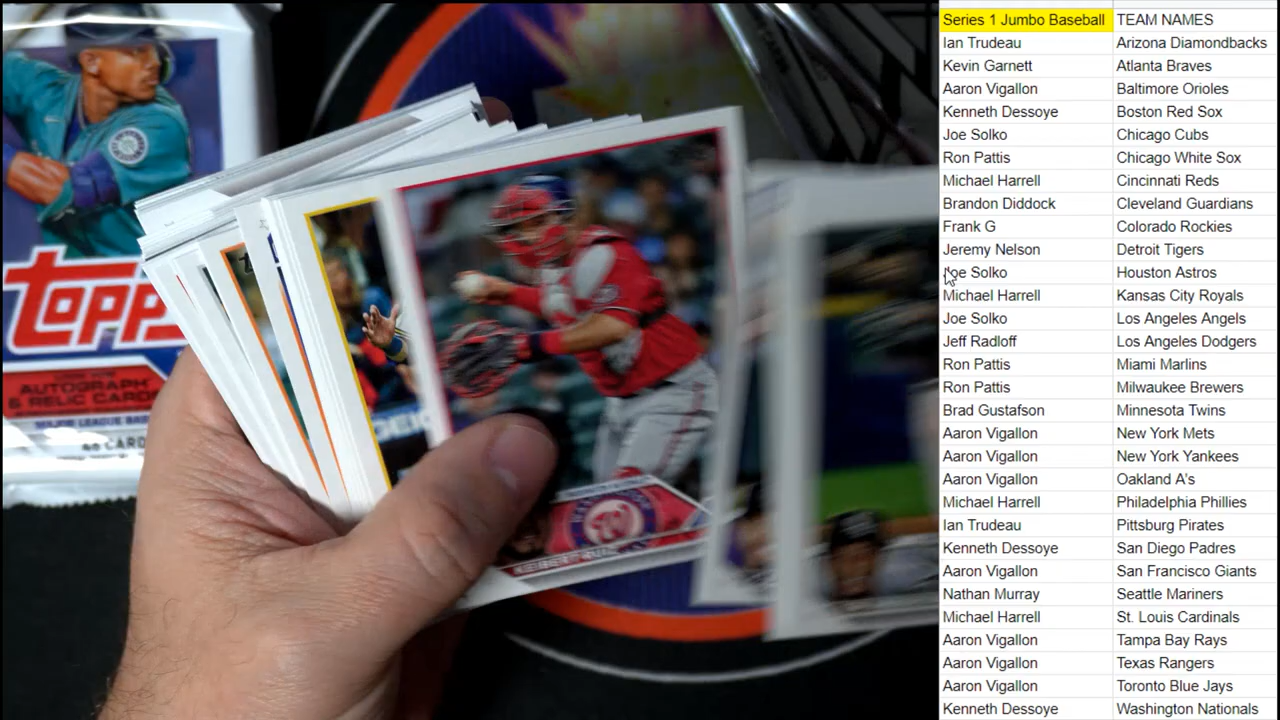 Series 1 Jumbo Baseball TEAM NAMES
Ian Trudeau Arizona Diamondbacks
Kevin Garnett Atlanta Braves
Aaron Vigallon Baltimore Orioles
Kenneth Dessoye Boston Red Sox
Joe Solko Chicago Cubs
Ron Pattis Chicago White Sox
Michael Harrell Cincinnati Reds
Brandon Diddock Cleveland Guardians
Frank G Colorado Rockies
Jeremy Nelson Detroit Tigers
Joe Solko Houston Astros
Michael Harrell Kansas City Royals
Joe Solko Los Angeles Angels
Jeff Radloff Los Angeles Dodgers
Ron Pattis Miami Marlins
Ron Pattis Milwaukee Brewers
Brad Gustafson Minnesota Twins
Aaron Vigallon New York Mets
Aaron Vigallon New York Yankees
Aaron Vigallon Oakland A's
Michael Harrell Philadelphia Phillies
Ian Trudeau Pittsburg Pirates
Kenneth Dessoye San Diego Padres
Aaron Vigallon San Francisco Giants
Nathan Murray Seattle Mariners
Michael Harrell St. Louis Cardinals
Aaron Vigallon Tampa Bay Rays
Aaron Vigallon Texas Rangers
Aaron Vigallon Toronto Blue Jays
Kenneth Dessoye Washington Nationals
topps
AUTOGRAPH
& RELIC CARDS